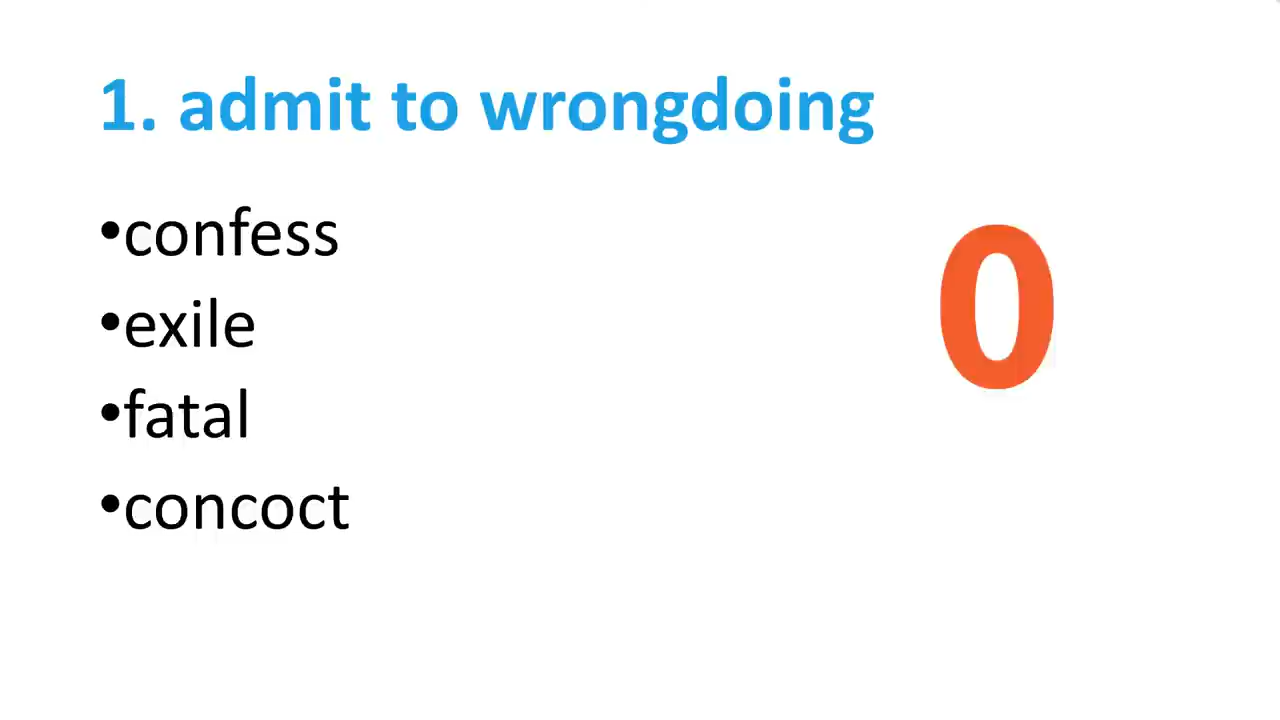 1. admit to wrongdoing
•confess
•exile
•fatal
•concoct
0